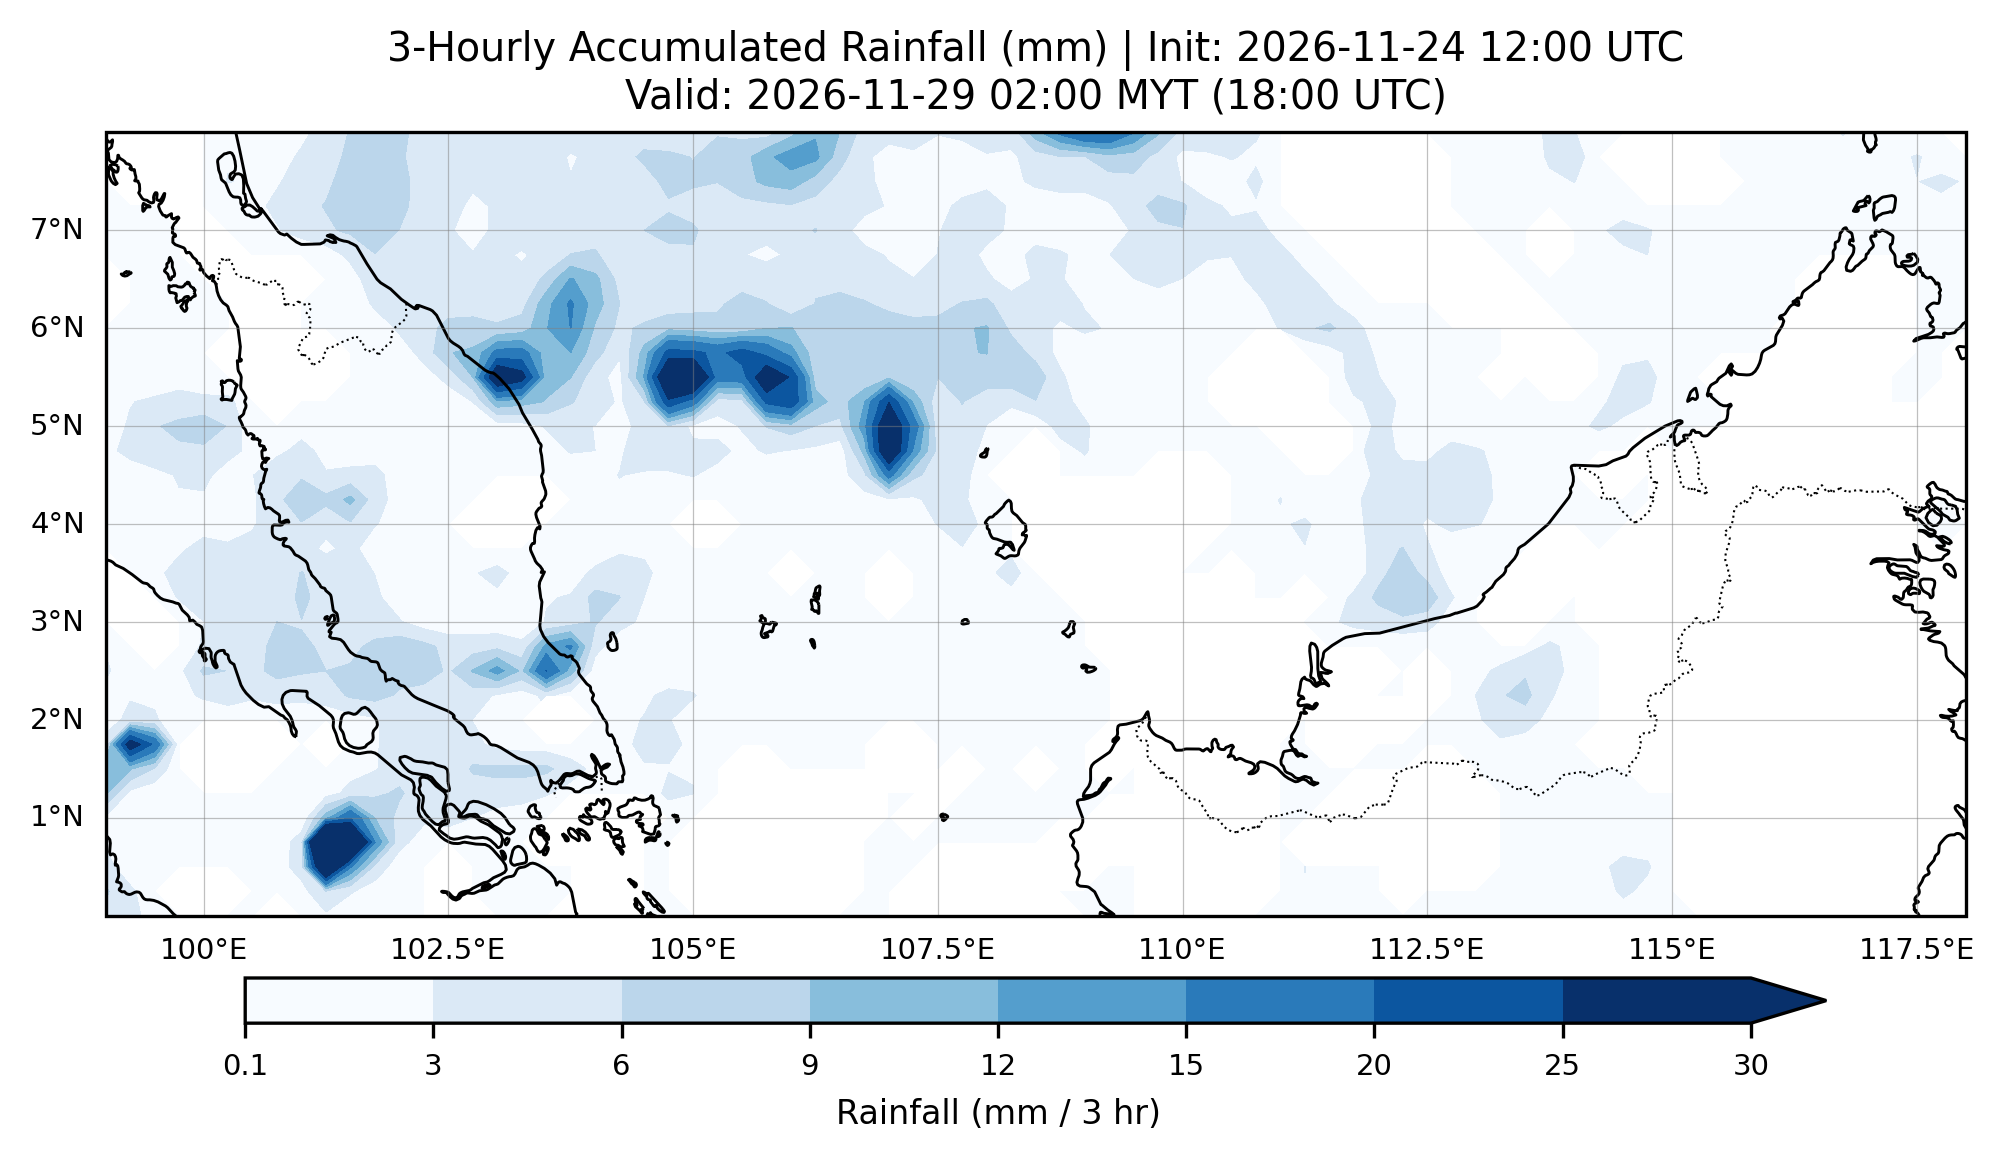 3-Hourly Accumulated Rainfall (mm) | Init: 2026-11-24 12:00 UTC
Valid: 2026-11-29 02:00 MYT (18:00 UTC)
7°N
6°N
5°N
4°N
3°N
2°N
1°N
100°E 102.5°E 105°E 107.5°E 110°E 112.5°E 115°E 117.5°E
0.1 3 6 9 12 15 20 25 30
Rainfall (mm / 3 hr)